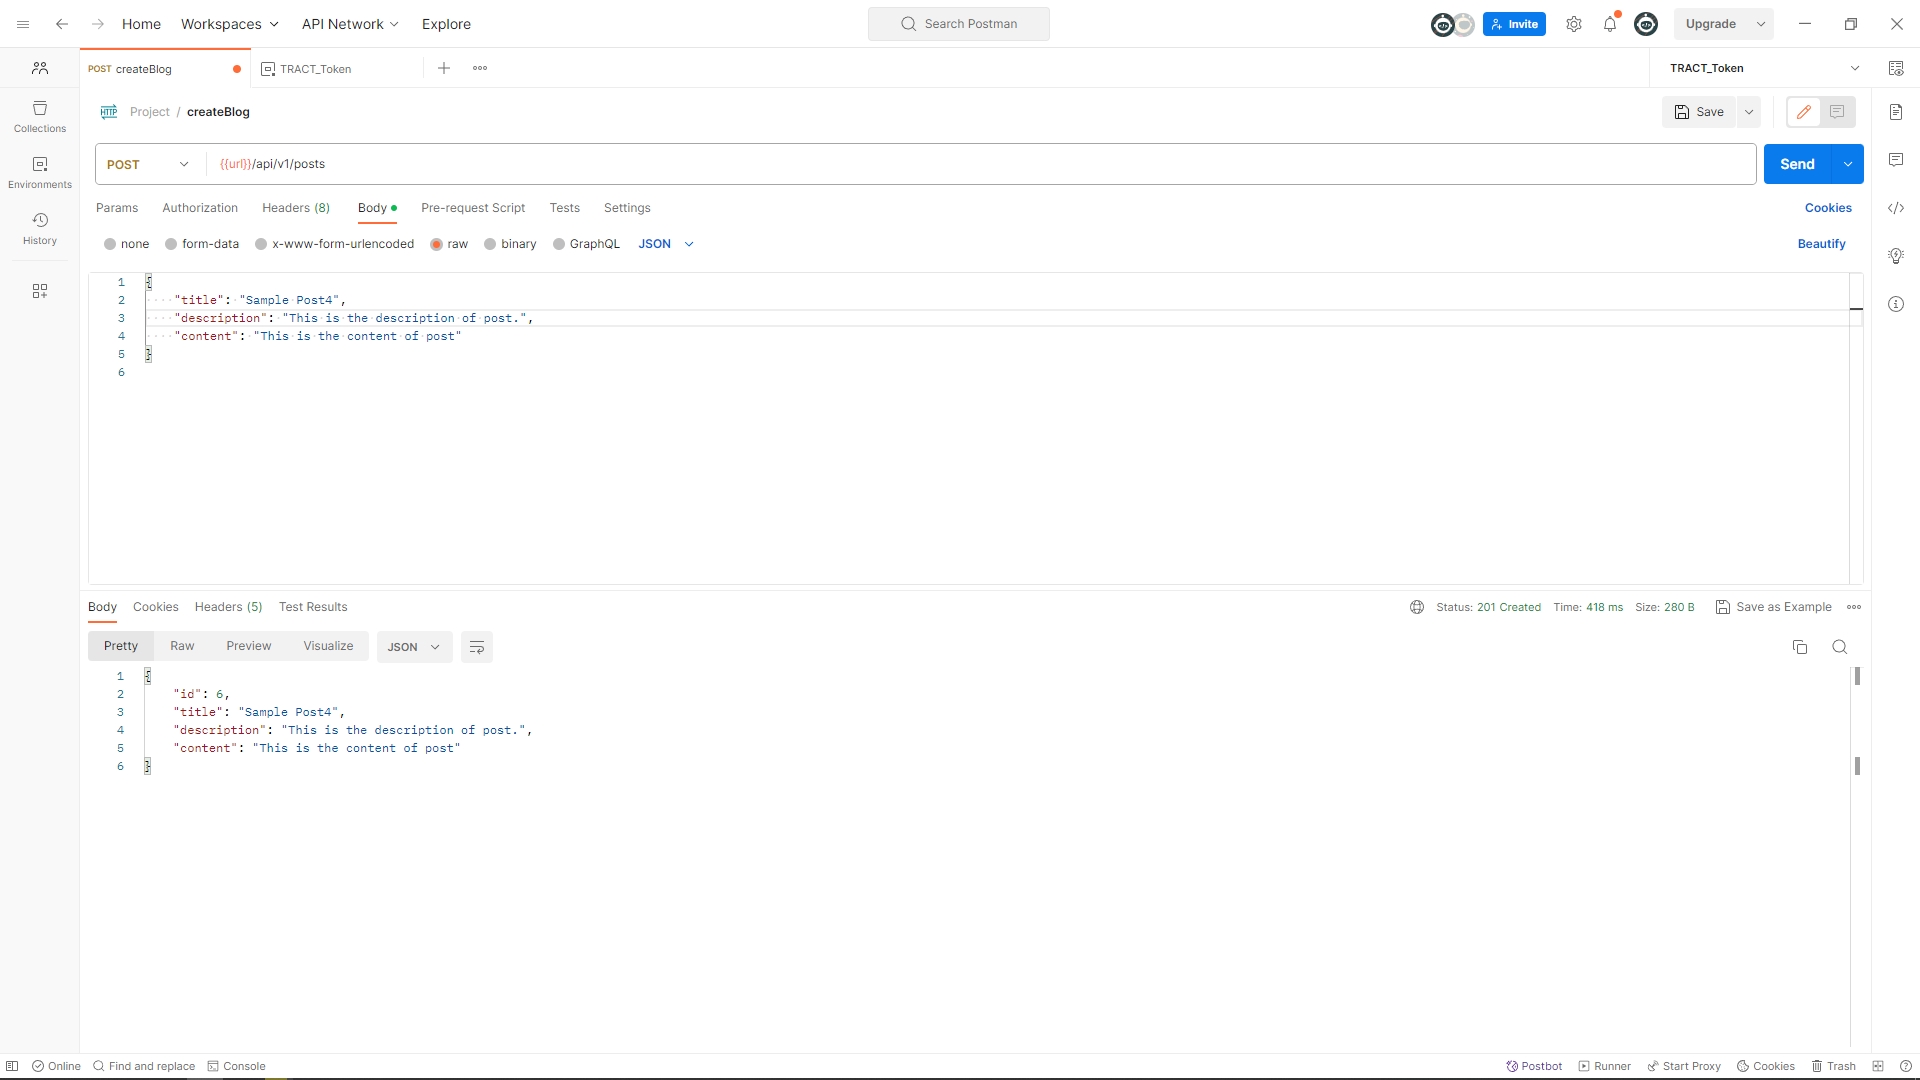 Home Workspaces API Network Explore Search Postman Invite Upgrade
POST createBlog TRACT_Token TRACT_Token
HTTP Project / createBlog Save
POST {{url}}/api/v1/posts Send
Params Authorization Headers (8) Body Pre-request Script Tests Settings Cookies
none form-data x-www-form-urlencoded raw binary GraphQL JSON Beautify
Collections
Environments
History
1 {
2 "title": "Sample Post4",
3 "description": "This is the description of post.",
4 "content": "This is the content of post"
5 }
6
Body Cookies Headers (5) Test Results Status: 201 Created Time: 418 ms Size: 280 B Save as Example
Pretty Raw Preview Visualize JSON
1 {
2 "id": 6,
3 "title": "Sample Post4",
4 "description": "This is the description of post.",
5 "content": "This is the content of post"
6 }
Online Find and replace Console Postbot Runner Start Proxy Cookies Trash